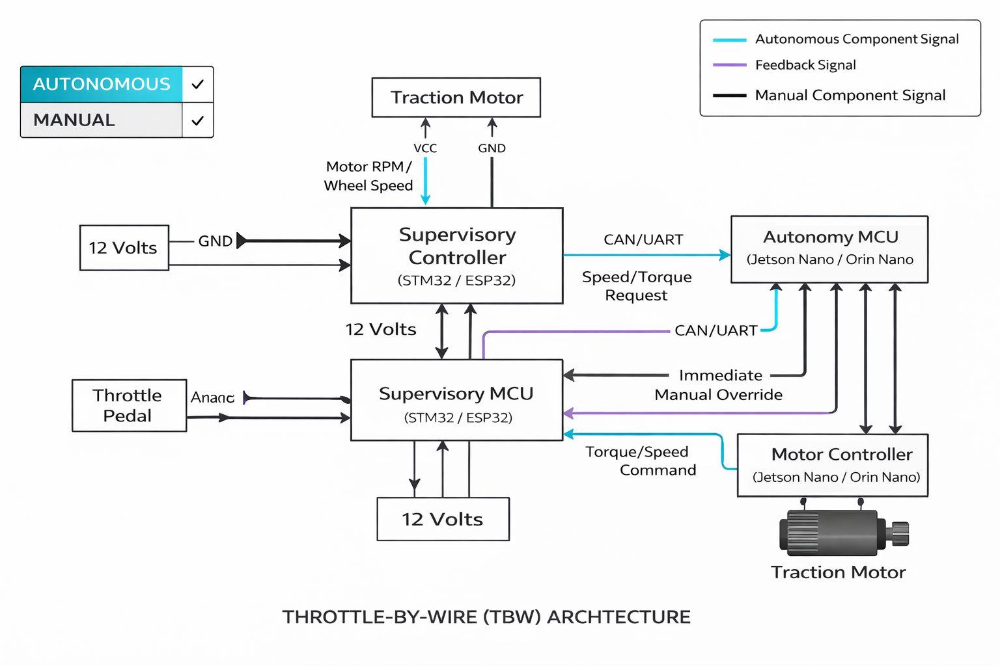 Autonomous Component Signal
Feedback Signal
Manual Component Signal
AUTONOMOUS ✓
MANUAL ✓
Traction Motor
VCC
GND
Motor RPM/
Wheel Speed
12 Volts
GND
Supervisory
Controller
(STM32 / ESP32)
CAN/UART
Speed/Torque
Request
Autonomy MCU
(Jetson Nano / Orin Nano
12 Volts
CAN/UART
Throttle
Pedal
Supervisory MCU
(STM32 / ESP32)
Immediate
Manual Override
Torque/Speed
Command
Motor Controller
(Jetson Nano / Orin Nano)
12 Volts
Traction Motor
THROTTLE-BY-WIRE (TBW) ARCHTECTURE